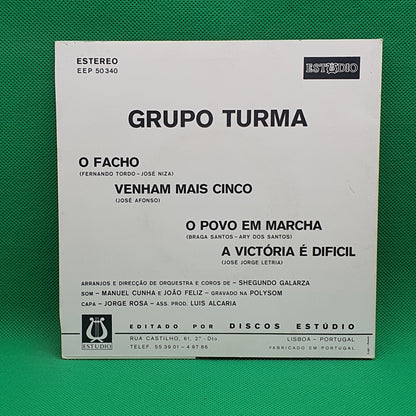 ESTEREO
EEP 50340
ESTÚDIO
GRUPO TURMA
O FACHO
(FERNANDO TORDO – JOSÉ NIZA)
VENHAM MAIS CINCO
(JOSÉ AFONSO)
O POVO EM MARCHA
(BRAGA SANTOS – ARY DOS SANTOS)
A VICTÓRIA É DIFICIL
(JOSÉ JORGE LETRIA)
ARRANJOS E DIRECÇÃO DE ORQUESTRA E COROS DE – SHEGUNDO GALARZA
SOM – MANUEL CUNHA E JOÃO FELIZ – GRAVADO NA POLYSOM
CAPA – JORGE ROSA – ASS. PROD. LUIS ALCARIA
ESTÚDIO
EDITADO POR DISCOS ESTÚDIO
RUA CASTILHO, 61, 2º - Dto. LISBOA – PORTUGAL
TELEF. 55 39 01 – 4 97 86 FABRICADO EM PORTUGAL